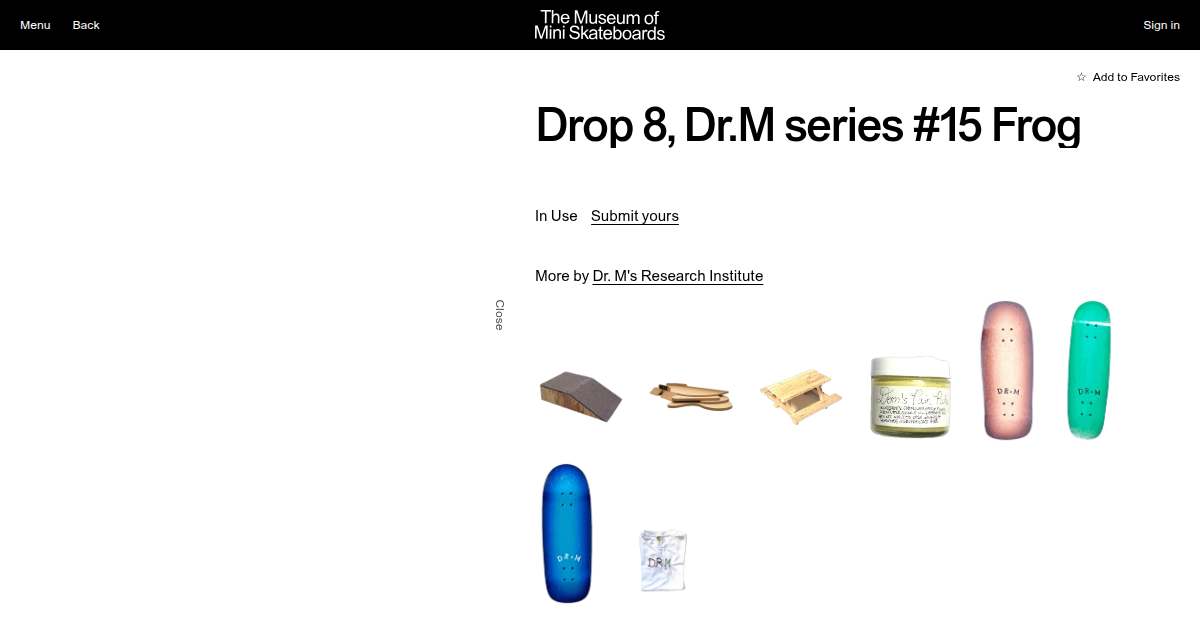 Menu Back
The Museum of
Mini Skateboards
Sign in
☆ Add to Favorites
Drop 8, Dr.M series #15 Frog
In Use Submit yours
More by Dr. M's Research Institute
Close
DR•M
DR•M
DR•M
DRM